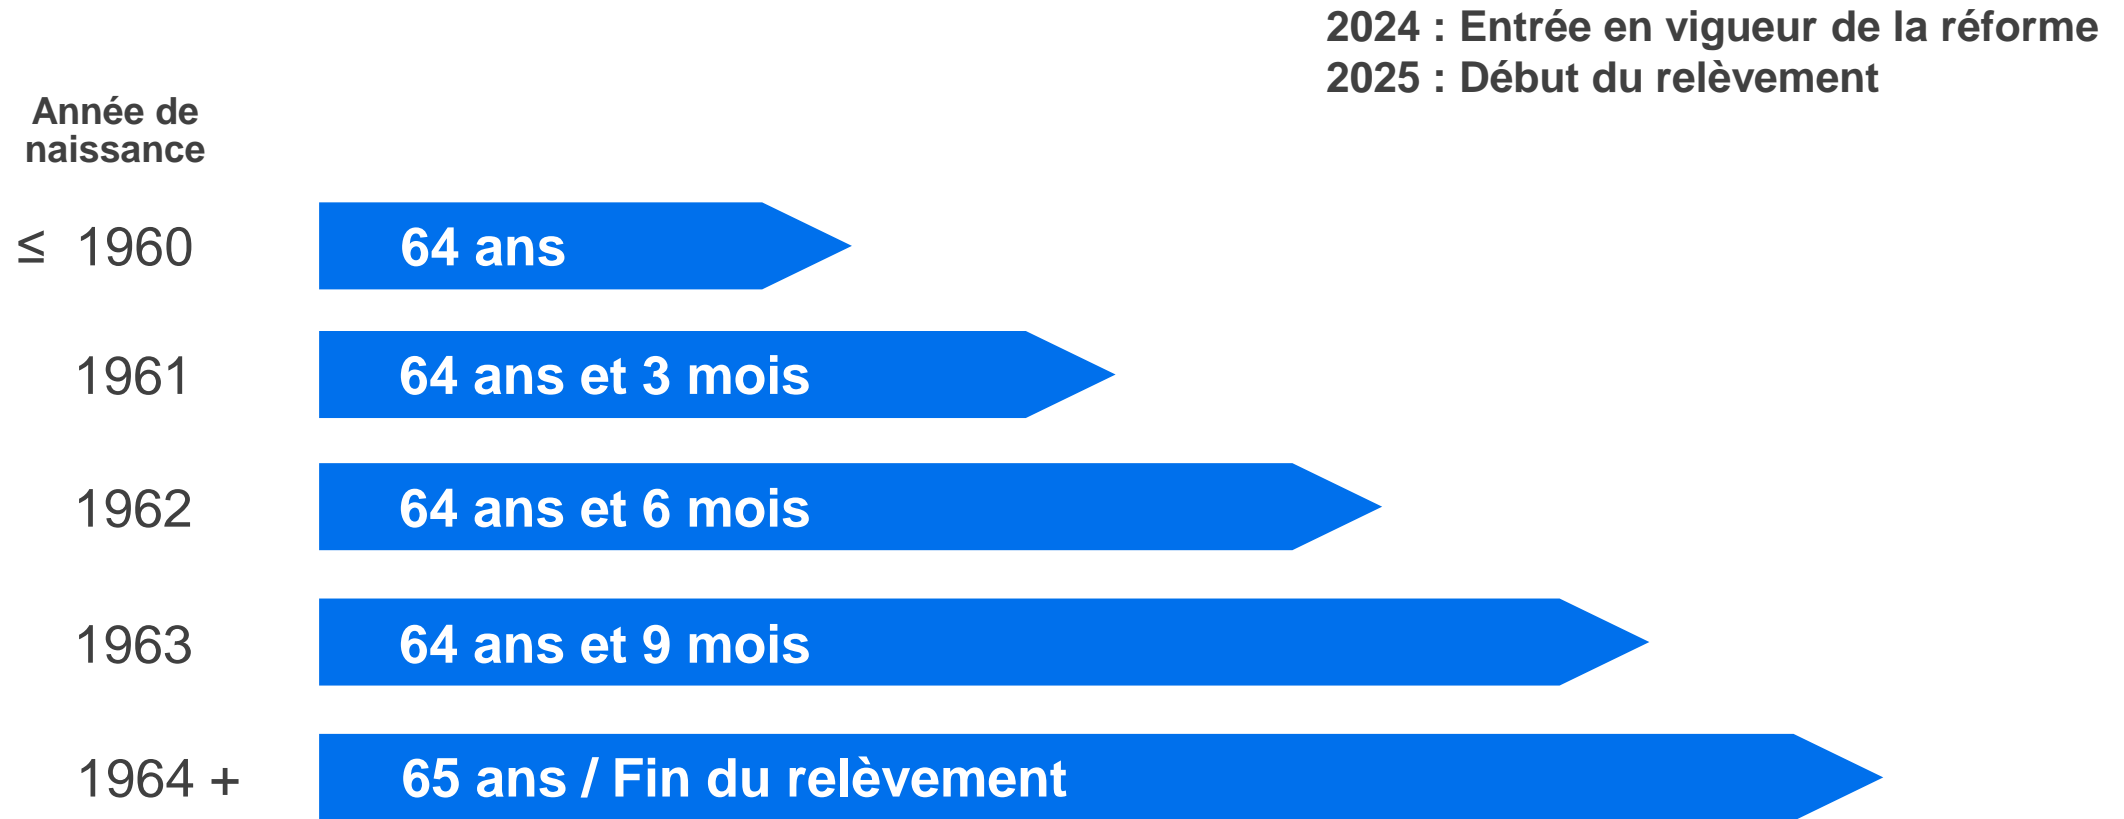 2024 : Entrée en vigueur de la réforme
2025 : Début du relèvement
Année de
naissance
≤ 1960 64 ans
1961 64 ans et 3 mois
1962 64 ans et 6 mois
1963 64 ans et 9 mois
1964 + 65 ans / Fin du relèvement